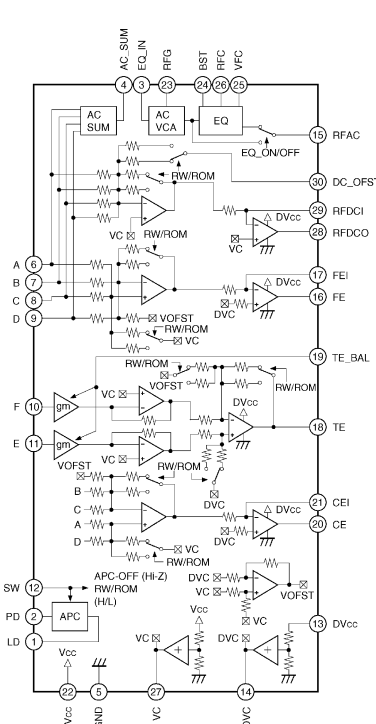 AC_SUM
EQ_IN
RFG
BST
RFC
VFC
4
3
23
24
26
25
AC SUM
AC VCA
EQ
15 RFAC
EQ_ON/OFF
30 DC_OFST
RW/ROM
29 RFDCI
DVcc
28 RFDCO
VC
VC
RW/ROM
17 FEI
DVcc
16 FE
DVC
A 6
B 7
C 8
D 9
VOFST
RW/ROM
VC
19 TE_BAL
RW/ROM
VOFST
RW/ROM
F 10
gm
VC
DVcc
18 TE
E 11
gm
VC
VOFST
RW/ROM
B
C
A
D
DVC
21 CEI
DVcc
20 CE
DVC
VC
RW/ROM
SW 12
APC-OFF (Hi-Z)
RW/ROM
(H/L)
DVC
VC
VOFST
VC
PD 2
APC
LD 1
Vcc
VC
DVC
13 DVcc
Vcc
22
5
27
14
Vcc
GND
VC
DVC